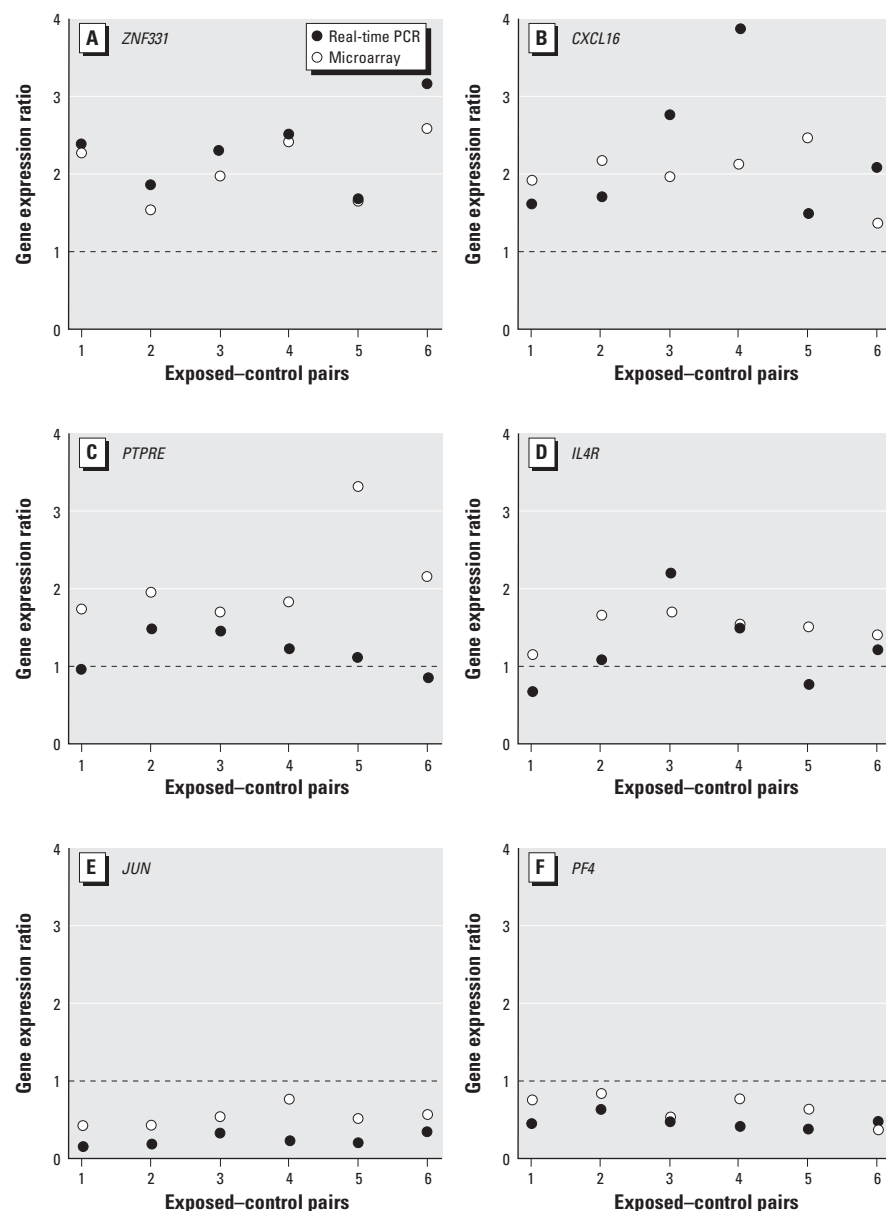 A ZNF331
Real-time PCR
Microarray
Gene expression ratio
4
3
2
1
0
1 2 3 4 5 6
Exposed–control pairs
B CXCL16
Gene expression ratio
4
3
2
1
0
1 2 3 4 5 6
Exposed–control pairs
C PTPRE
Gene expression ratio
4
3
2
1
0
1 2 3 4 5 6
Exposed–control pairs
D IL4R
Gene expression ratio
4
3
2
1
0
1 2 3 4 5 6
Exposed–control pairs
E JUN
Gene expression ratio
4
3
2
1
0
1 2 3 4 5 6
Exposed–control pairs
F PF4
Gene expression ratio
4
3
2
1
0
1 2 3 4 5 6
Exposed–control pairs